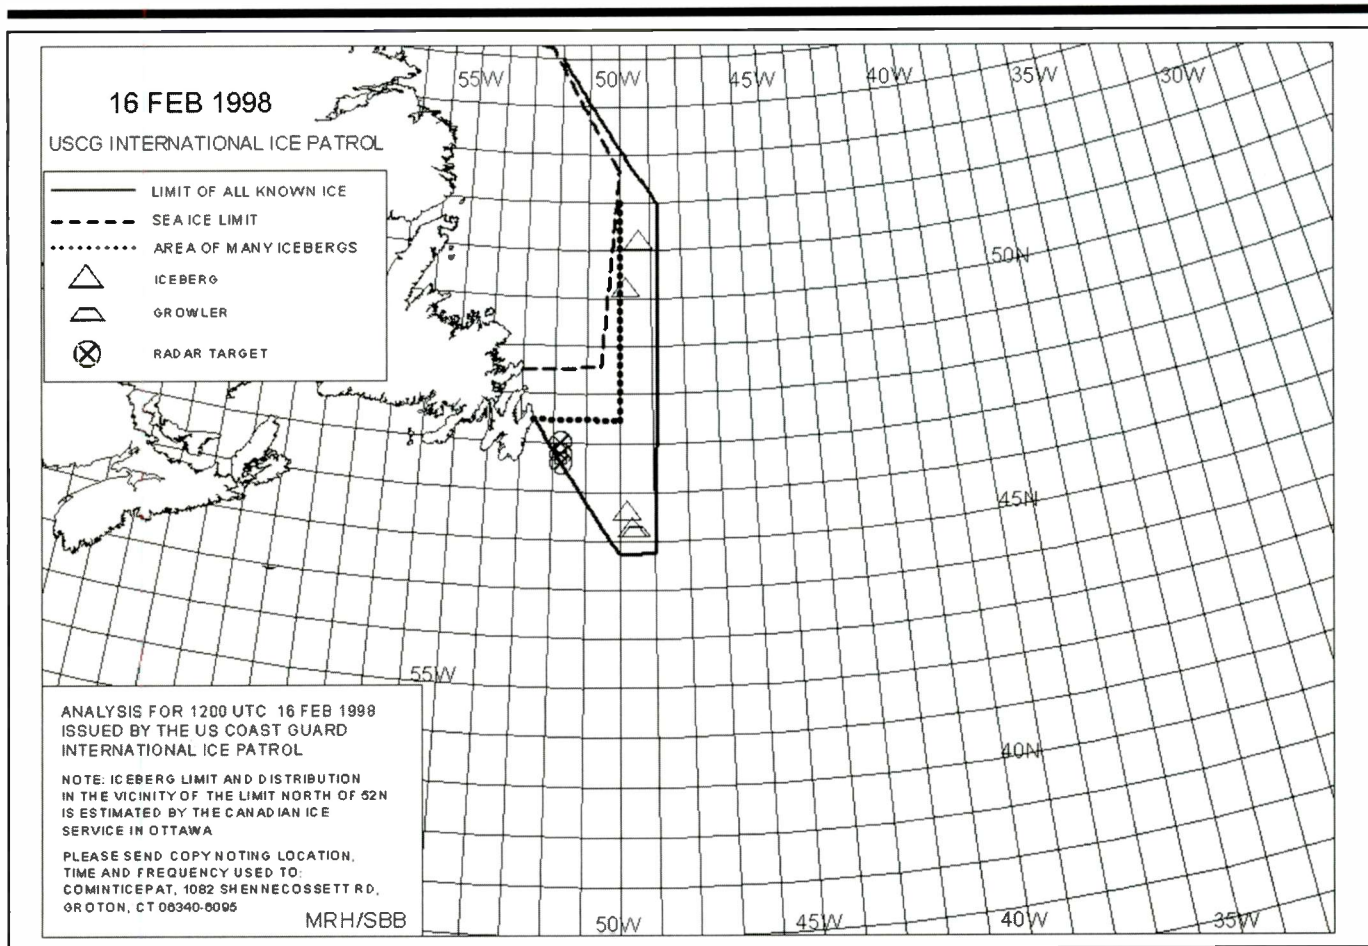 55W 50W 45W 40W 35W 30W
16 FEB 1998
USCG INTERNATIONAL ICE PATROL
LIMIT OF ALL KNOWN ICE
SEA ICE LIMIT
AREA OF MANY ICEBERGS
ICEBERG
GROWLER
RADAR TARGET
50N
45N
55W
40N
ANALYSIS FOR 1200 UTC 16 FEB 1998
ISSUED BY THE US COAST GUARD
INTERNATIONAL ICE PATROL
NOTE: ICEBERG LIMIT AND DISTRIBUTION
IN THE VICINITY OF THE LIMIT NORTH OF 52N
IS ESTIMATED BY THE CANADIAN ICE
SERVICE IN OTTAWA
PLEASE SEND COPY NOTING LOCATION,
TIME AND FREQUENCY USED TO:
COMINTICEPAT, 1082 SHENNECOSSETT RD,
GROTON, CT 06340-6095
MRH/SBB
50W 45W 40W 35W